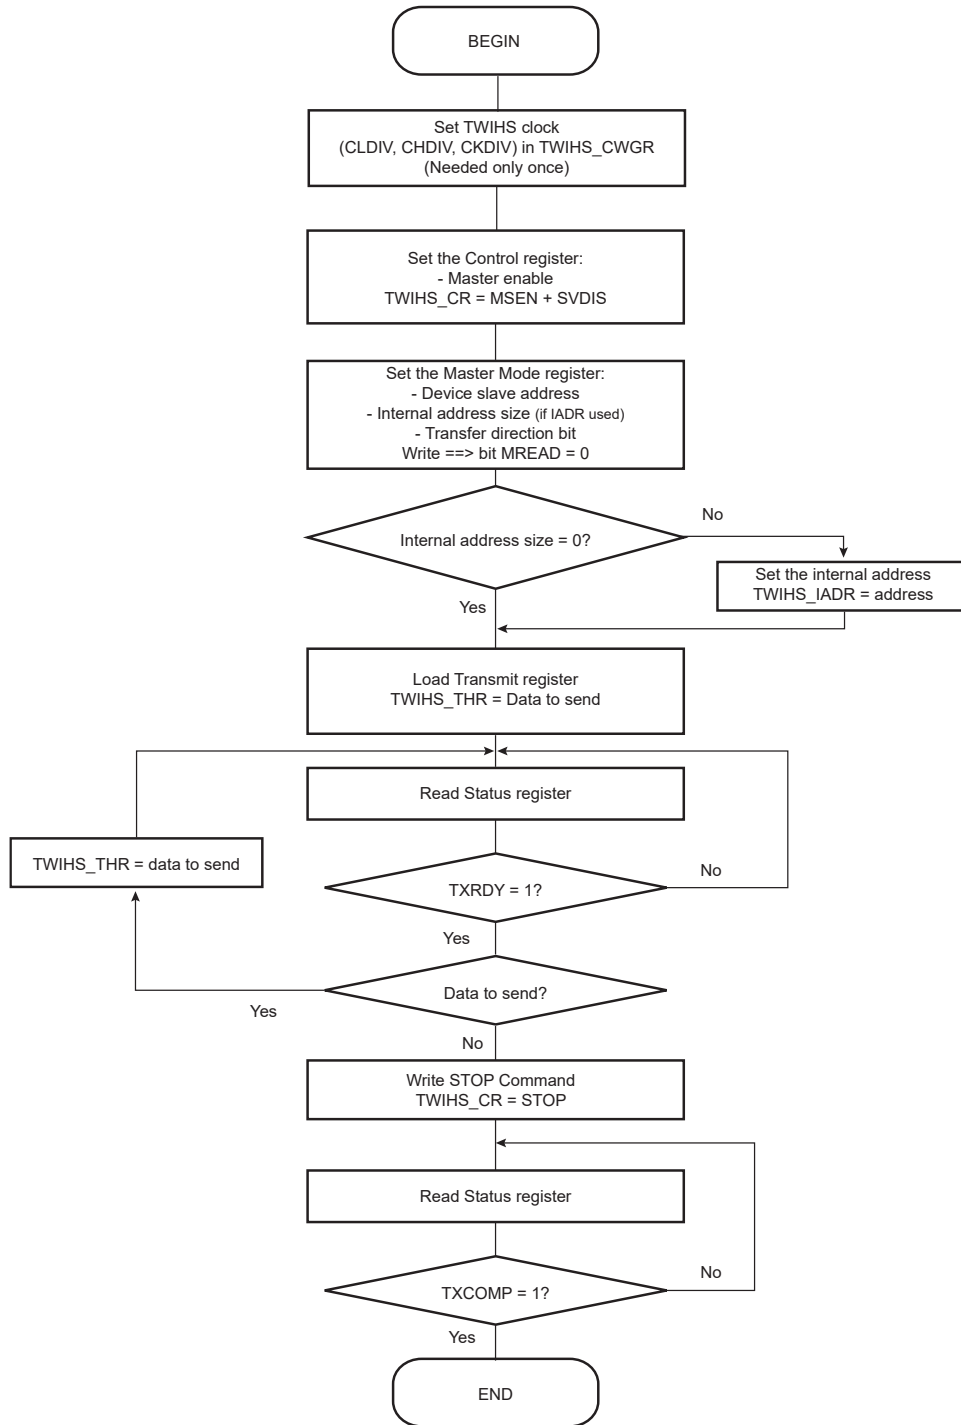 BEGIN
Set TWIHS clock
(CLDIV, CHDIV, CKDIV) in TWIHS_CWGR
(Needed only once)
Set the Control register:
- Master enable
TWIHS_CR = MSEN + SVDIS
Set the Master Mode register:
- Device slave address
- Internal address size (if IADR used)
- Transfer direction bit
Write ==> bit MREAD = 0
No
Internal address size = 0?
Set the internal address
TWIHS_IADR = address
Yes
Load Transmit register
TWIHS_THR = Data to send
Read Status register
TWIHS_THR = data to send
No
TXRDY = 1?
Yes
Data to send?
Yes
No
Write STOP Command
TWIHS_CR = STOP
Read Status register
No
TXCOMP = 1?
Yes
END